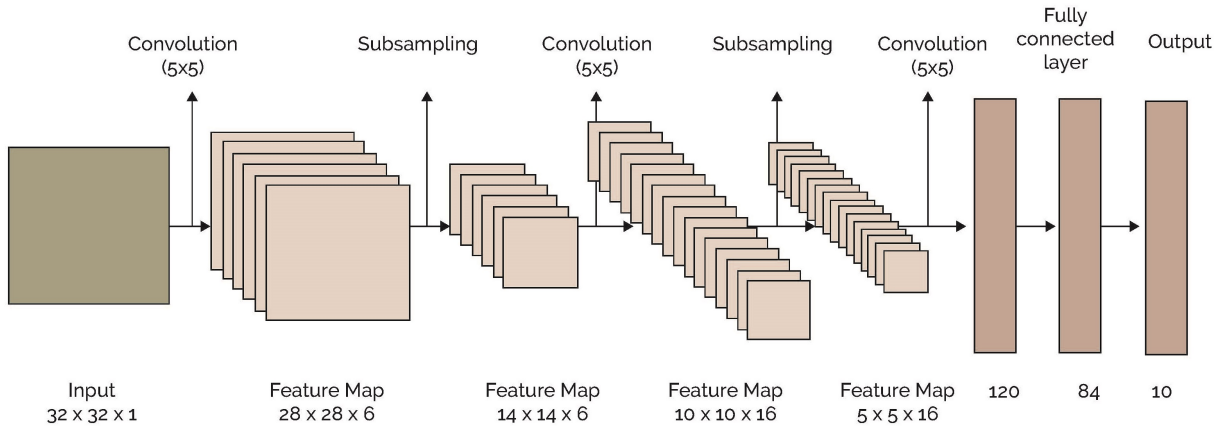 Convolution
(5x5)
Subsampling
Convolution
(5x5)
Subsampling
Convolution
(5x5)
Fully
connected
layer
Output
Input
32 x 32 x 1
Feature Map
28 x 28 x 6
Feature Map
14 x 14 x 6
Feature Map
10 x 10 x 16
Feature Map
5 x 5 x 16
120
84
10